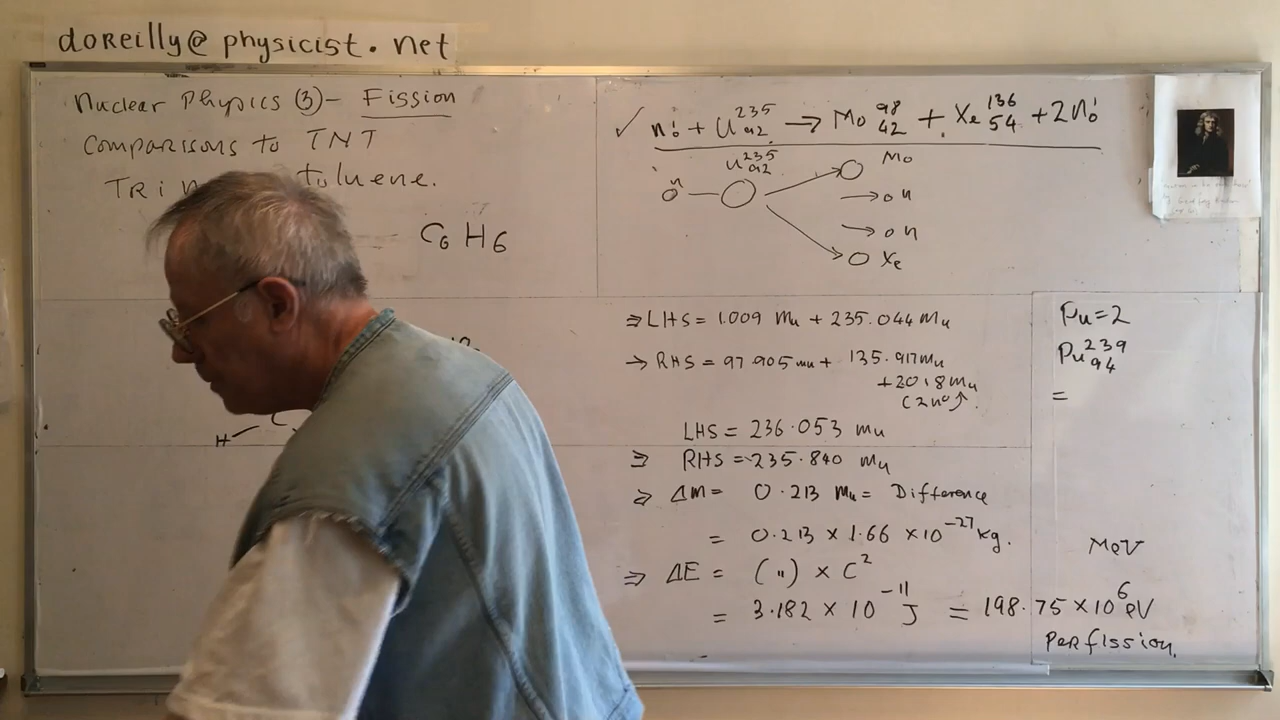 doreilly@physicist.net
Nuclear Physics (3) - Fission
Comparisons to TNT
TRi toluene.
C6 H6
H C
✓ n¹₀ + U²³⁵₉₂ → Mo⁹⁸₄₂ + Xe¹³⁶₅₄ + 2n¹₀
U²³⁵₉₂
n
Mo
n
n
Xe
⇒ LHS = 1.009 Mu + 235.044 Mu
→ RHS = 97.905 mu + 135.917 mu
+ 2.018 mu
(2n⁰↑.
LHS = 236.053 mu
⇒ RHS = 235.840 mu
⇒ Δm = 0.213 Mu = Difference
= 0.213 × 1.66 × 10⁻²⁷ kg.
⇒ ΔE = (") × C²
= 3.182 × 10⁻¹¹ J = 198.75 × 10⁶ eV
per fission.
Pu = 2
Pu²³⁹₉₄
=
MeV